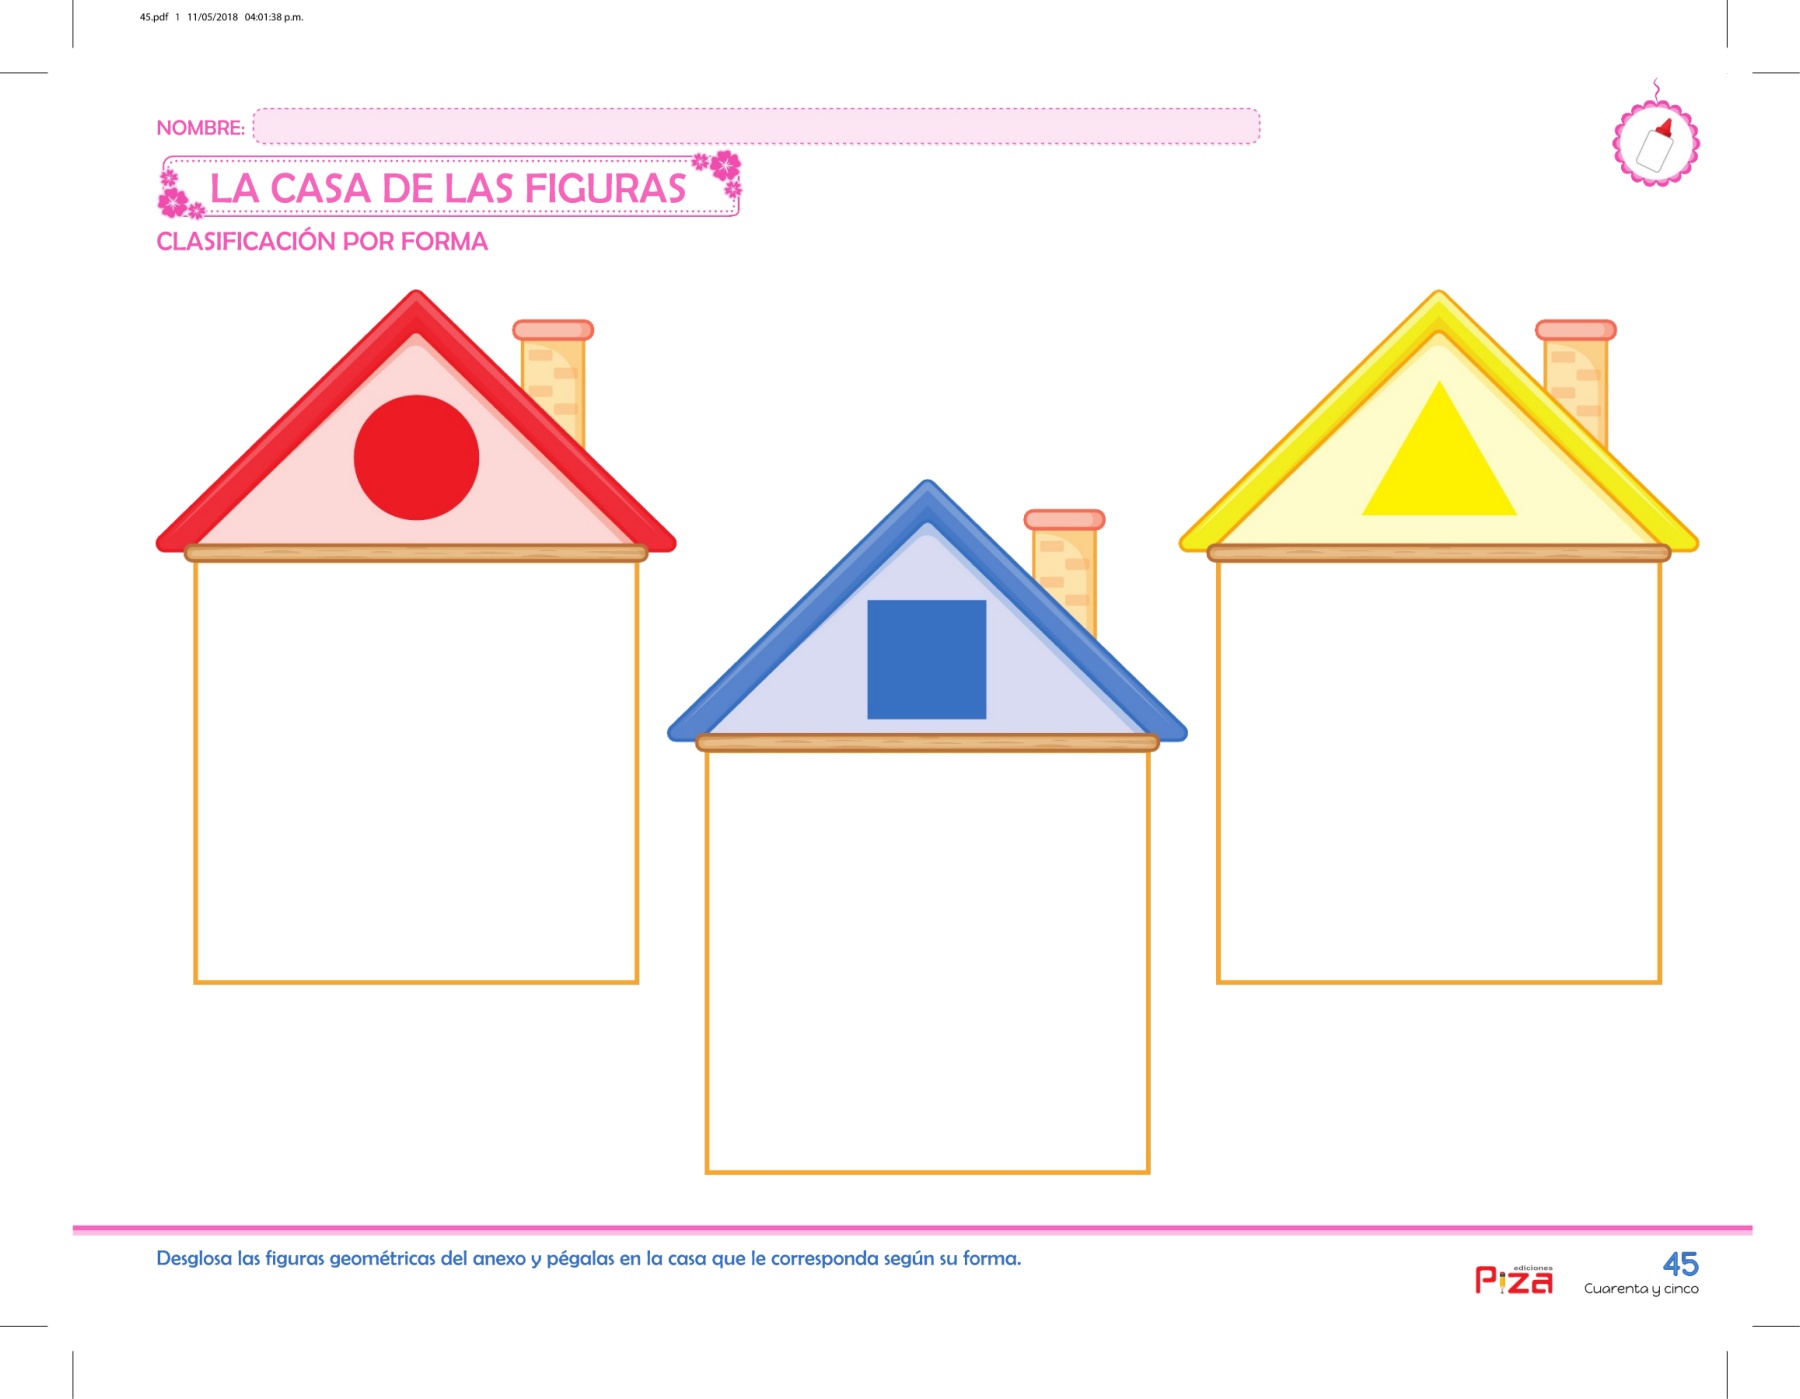 45.pdf 1 11/05/2018 04:01:38 p.m.
NOMBRE:
LA CASA DE LAS FIGURAS
CLASIFICACIÓN POR FORMA
Desglosa las figuras geométricas del anexo y pégalas en la casa que le corresponda según su forma.
ediciones
Piza
45
Cuarenta y cinco